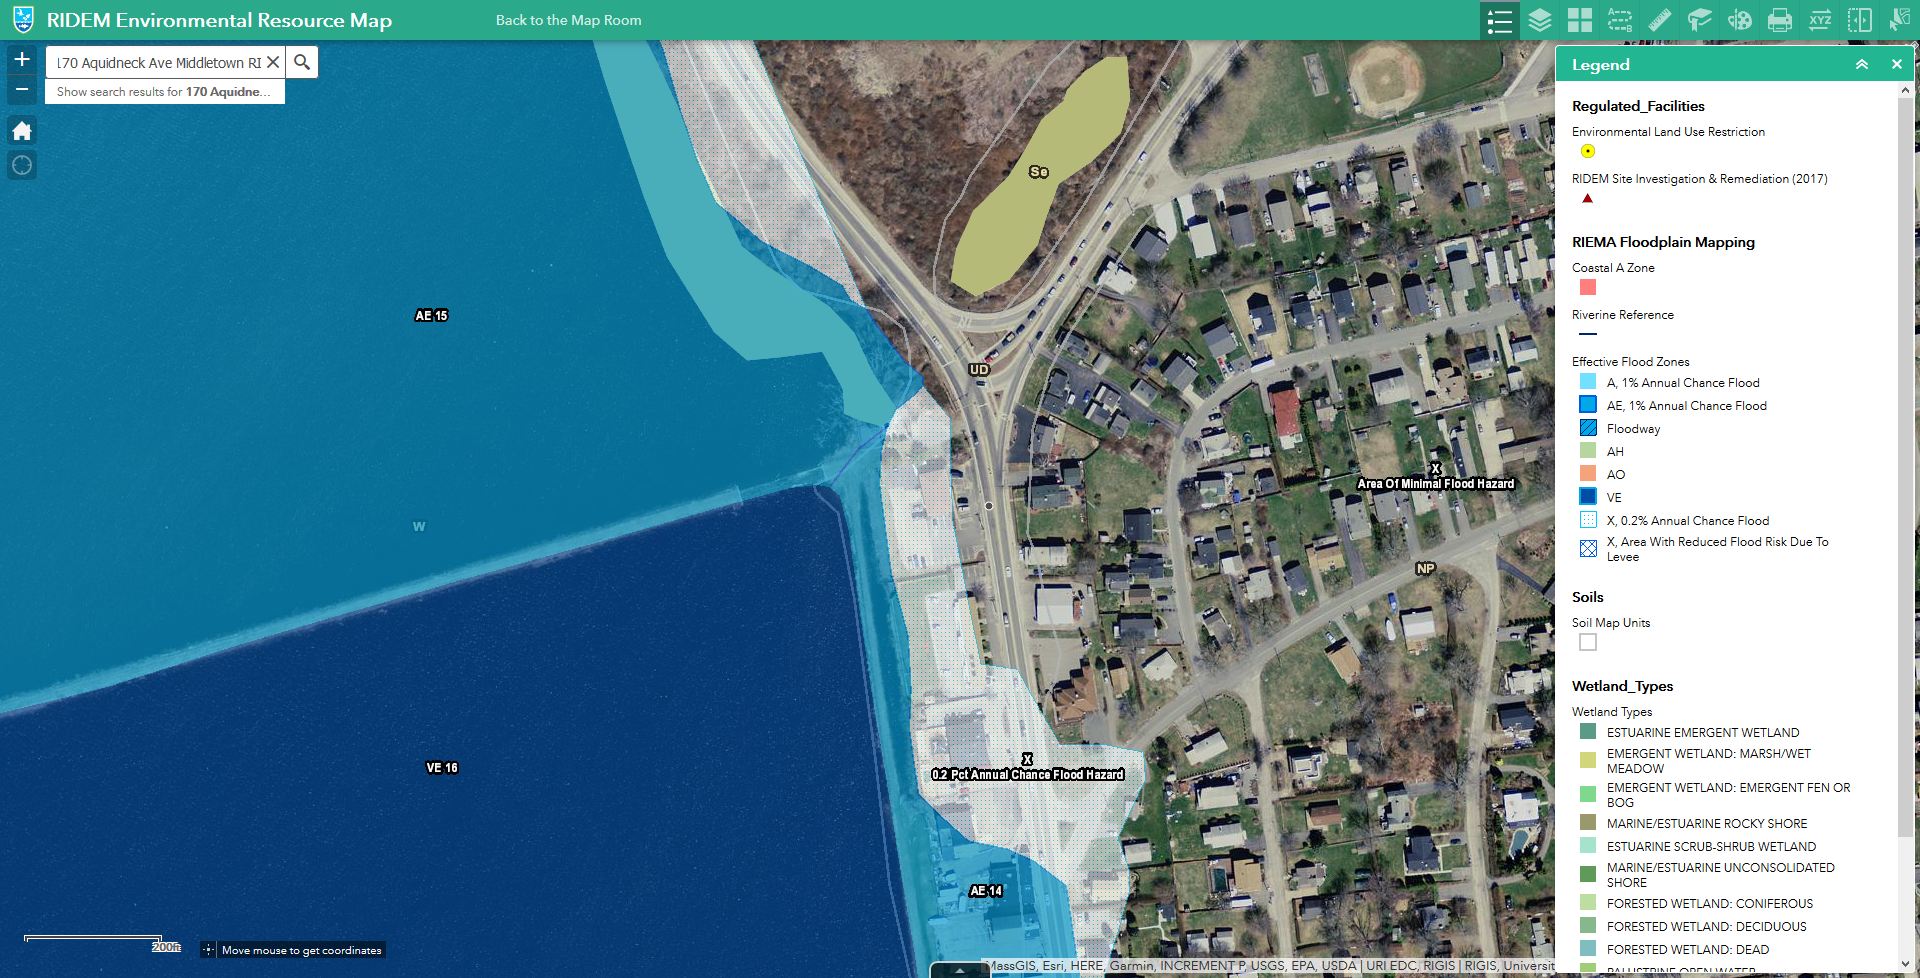 RIDEM Environmental Resource Map
Back to the Map Room
170 Aquidneck Ave Middletown RI
Show search results for 170 Aquidne...
AE 15
W
VE 16
Se
UD
X
Area Of Minimal Flood Hazard
NP
X
0.2 Pct Annual Chance Flood Hazard
AE 14
200ft
Move mouse to get coordinates
MassGIS, Esri, HERE, Garmin, INCREMENT P, USGS, EPA, USDA | URI EDC, RIGIS | RIGIS, Universit
Legend
Regulated_Facilities
Environmental Land Use Restriction
RIDEM Site Investigation & Remediation (2017)
RIEMA Floodplain Mapping
Coastal A Zone
Riverine Reference
Effective Flood Zones
A, 1% Annual Chance Flood
AE, 1% Annual Chance Flood
Floodway
AH
AO
VE
X, 0.2% Annual Chance Flood
X, Area With Reduced Flood Risk Due To
Levee
Soils
Soil Map Units
Wetland_Types
Wetland Types
ESTUARINE EMERGENT WETLAND
EMERGENT WETLAND: MARSH/WET
MEADOW
EMERGENT WETLAND: EMERGENT FEN OR
BOG
MARINE/ESTUARINE ROCKY SHORE
ESTUARINE SCRUB-SHRUB WETLAND
MARINE/ESTUARINE UNCONSOLIDATED
SHORE
FORESTED WETLAND: CONIFEROUS
FORESTED WETLAND: DECIDUOUS
FORESTED WETLAND: DEAD
PALUSTRINE OPEN WATER
XYZ